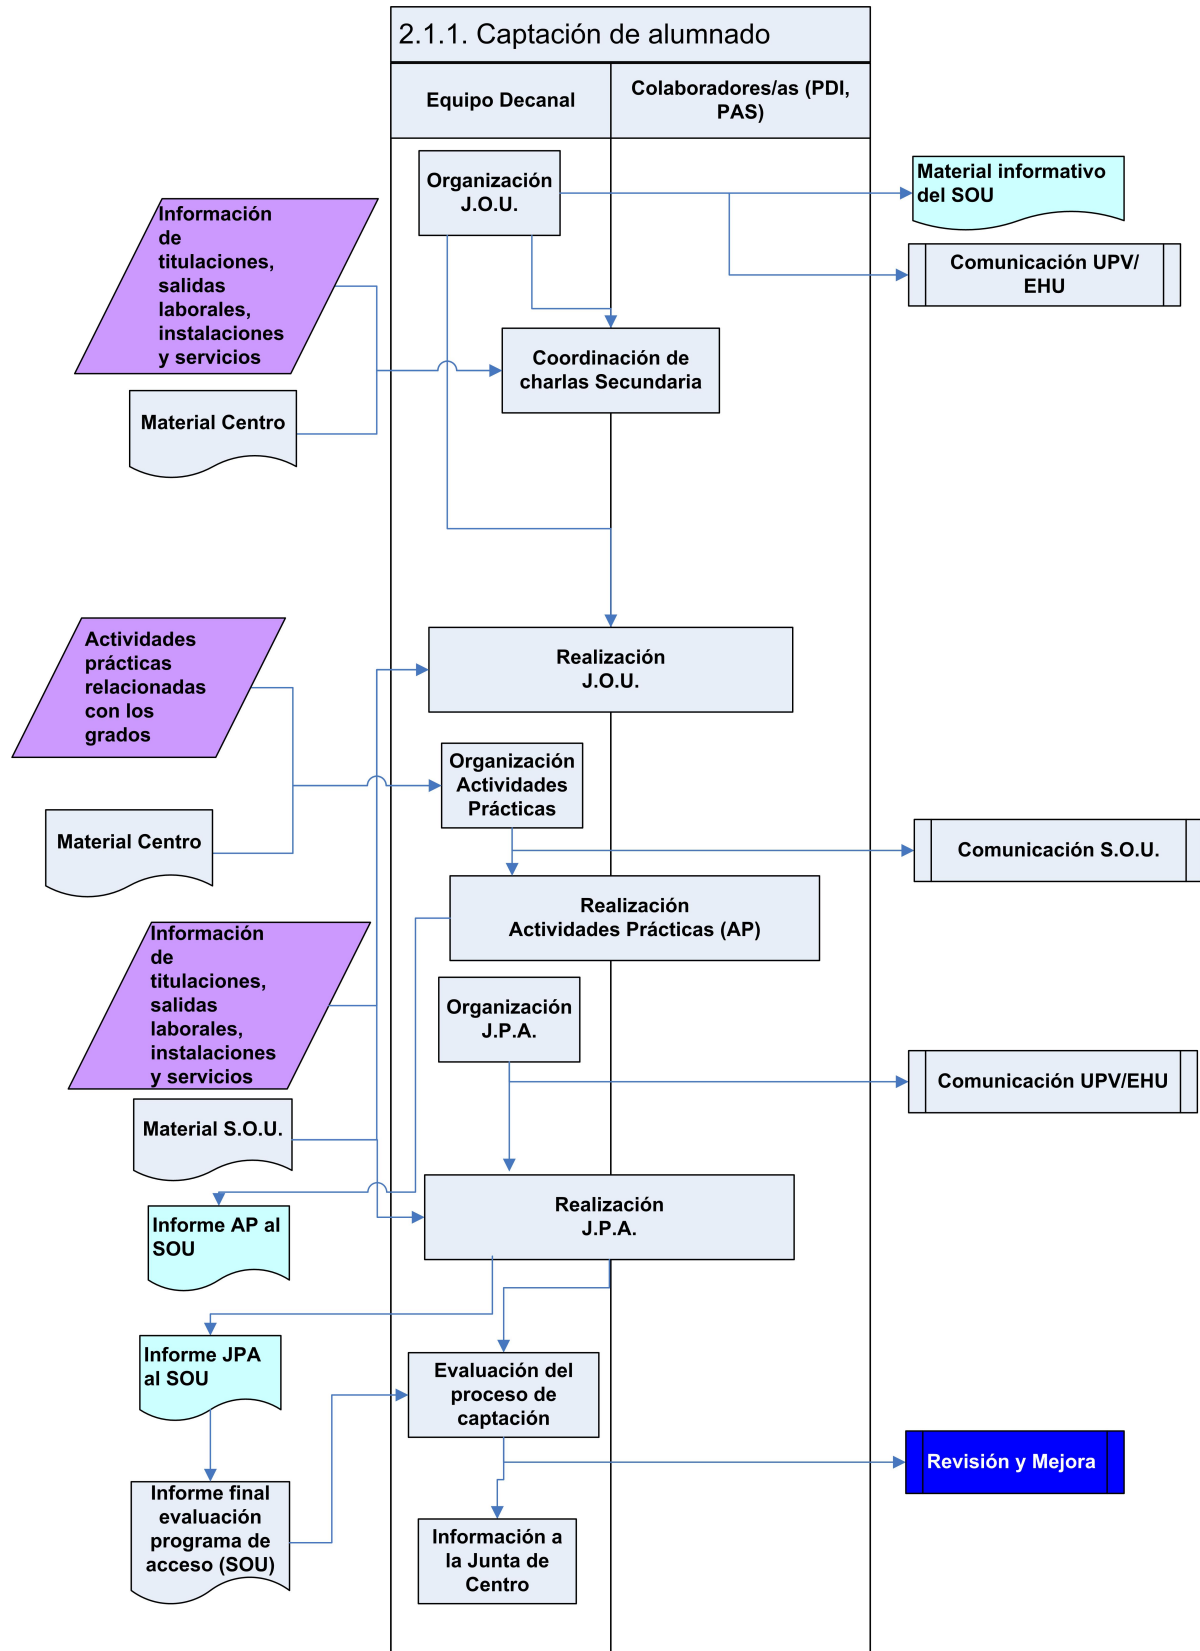 2.1.1. Captación de alumnado
Equipo Decanal
Colaboradores/as (PDI,
PAS)
Organización
J.O.U.
Material informativo
del SOU
Información
de
titulaciones,
salidas
laborales,
instalaciones
y servicios
Comunicación UPV/
EHU
Coordinación de
charlas Secundaria
Material Centro
Actividades
prácticas
relacionadas
con los
grados
Realización
J.O.U.
Organización
Actividades
Prácticas
Material Centro
Comunicación S.O.U.
Realización
Actividades Prácticas (AP)
Información
de
titulaciones,
salidas
laborales,
instalaciones
y servicios
Organización
J.P.A.
Comunicación UPV/EHU
Material S.O.U.
Realización
J.P.A.
Informe AP al
SOU
Informe JPA
al SOU
Evaluación del
proceso de
captación
Revisión y Mejora
Informe final
evaluación
programa de
acceso (SOU)
Información a
la Junta de
Centro